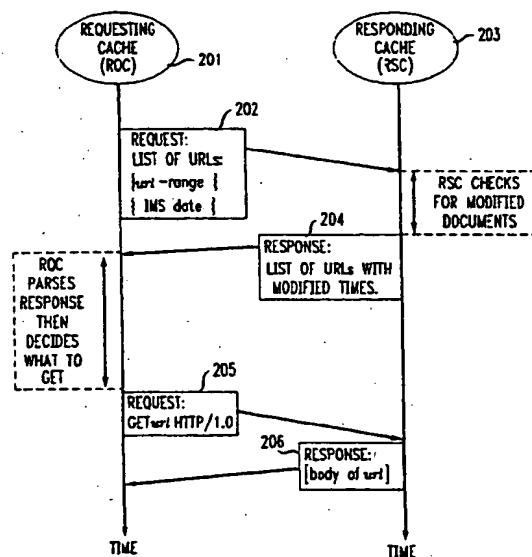 REQUESTING
CACHE
(ROC)
201
RESPONDING
CACHE
(RSC)
203
202
REQUEST:
LIST OF URLs:
{url-range {
{ IMS date {
RSC CHECKS
FOR MODIFIED
DOCUMENTS
204
RESPONSE:
LIST OF URLs WITH
MODIFIED TIMES.
ROC
PARSES
RESPONSE
THEN
DECIDES
WHAT TO
GET
205
REQUEST:
GET url HTTP/1.0
206
RESPONSE:
[body of url]
TIME
TIME